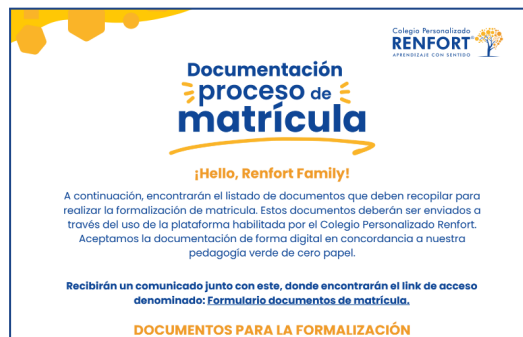 Colegio Personalizado
RENFORT®
APRENDIZAJE CON SENTIDO
Documentación
proceso de
matrícula
¡Hello, Renfort Family!
A continuación, encontrarán el listado de documentos que deben recopilar para
realizar la formalización de matricula. Estos documentos deberán ser enviados a
través del uso de la plataforma habilitada por el Colegio Personalizado Renfort.
Aceptamos la documentación de forma digital en concordancia a nuestra
pedagogía verde de cero papel.
Recibirán un comunicado junto con este, donde encontrarán el link de acceso
denominado: Formulario documentos de matrícula.
DOCUMENTOS PARA LA FORMALIZACIÓN